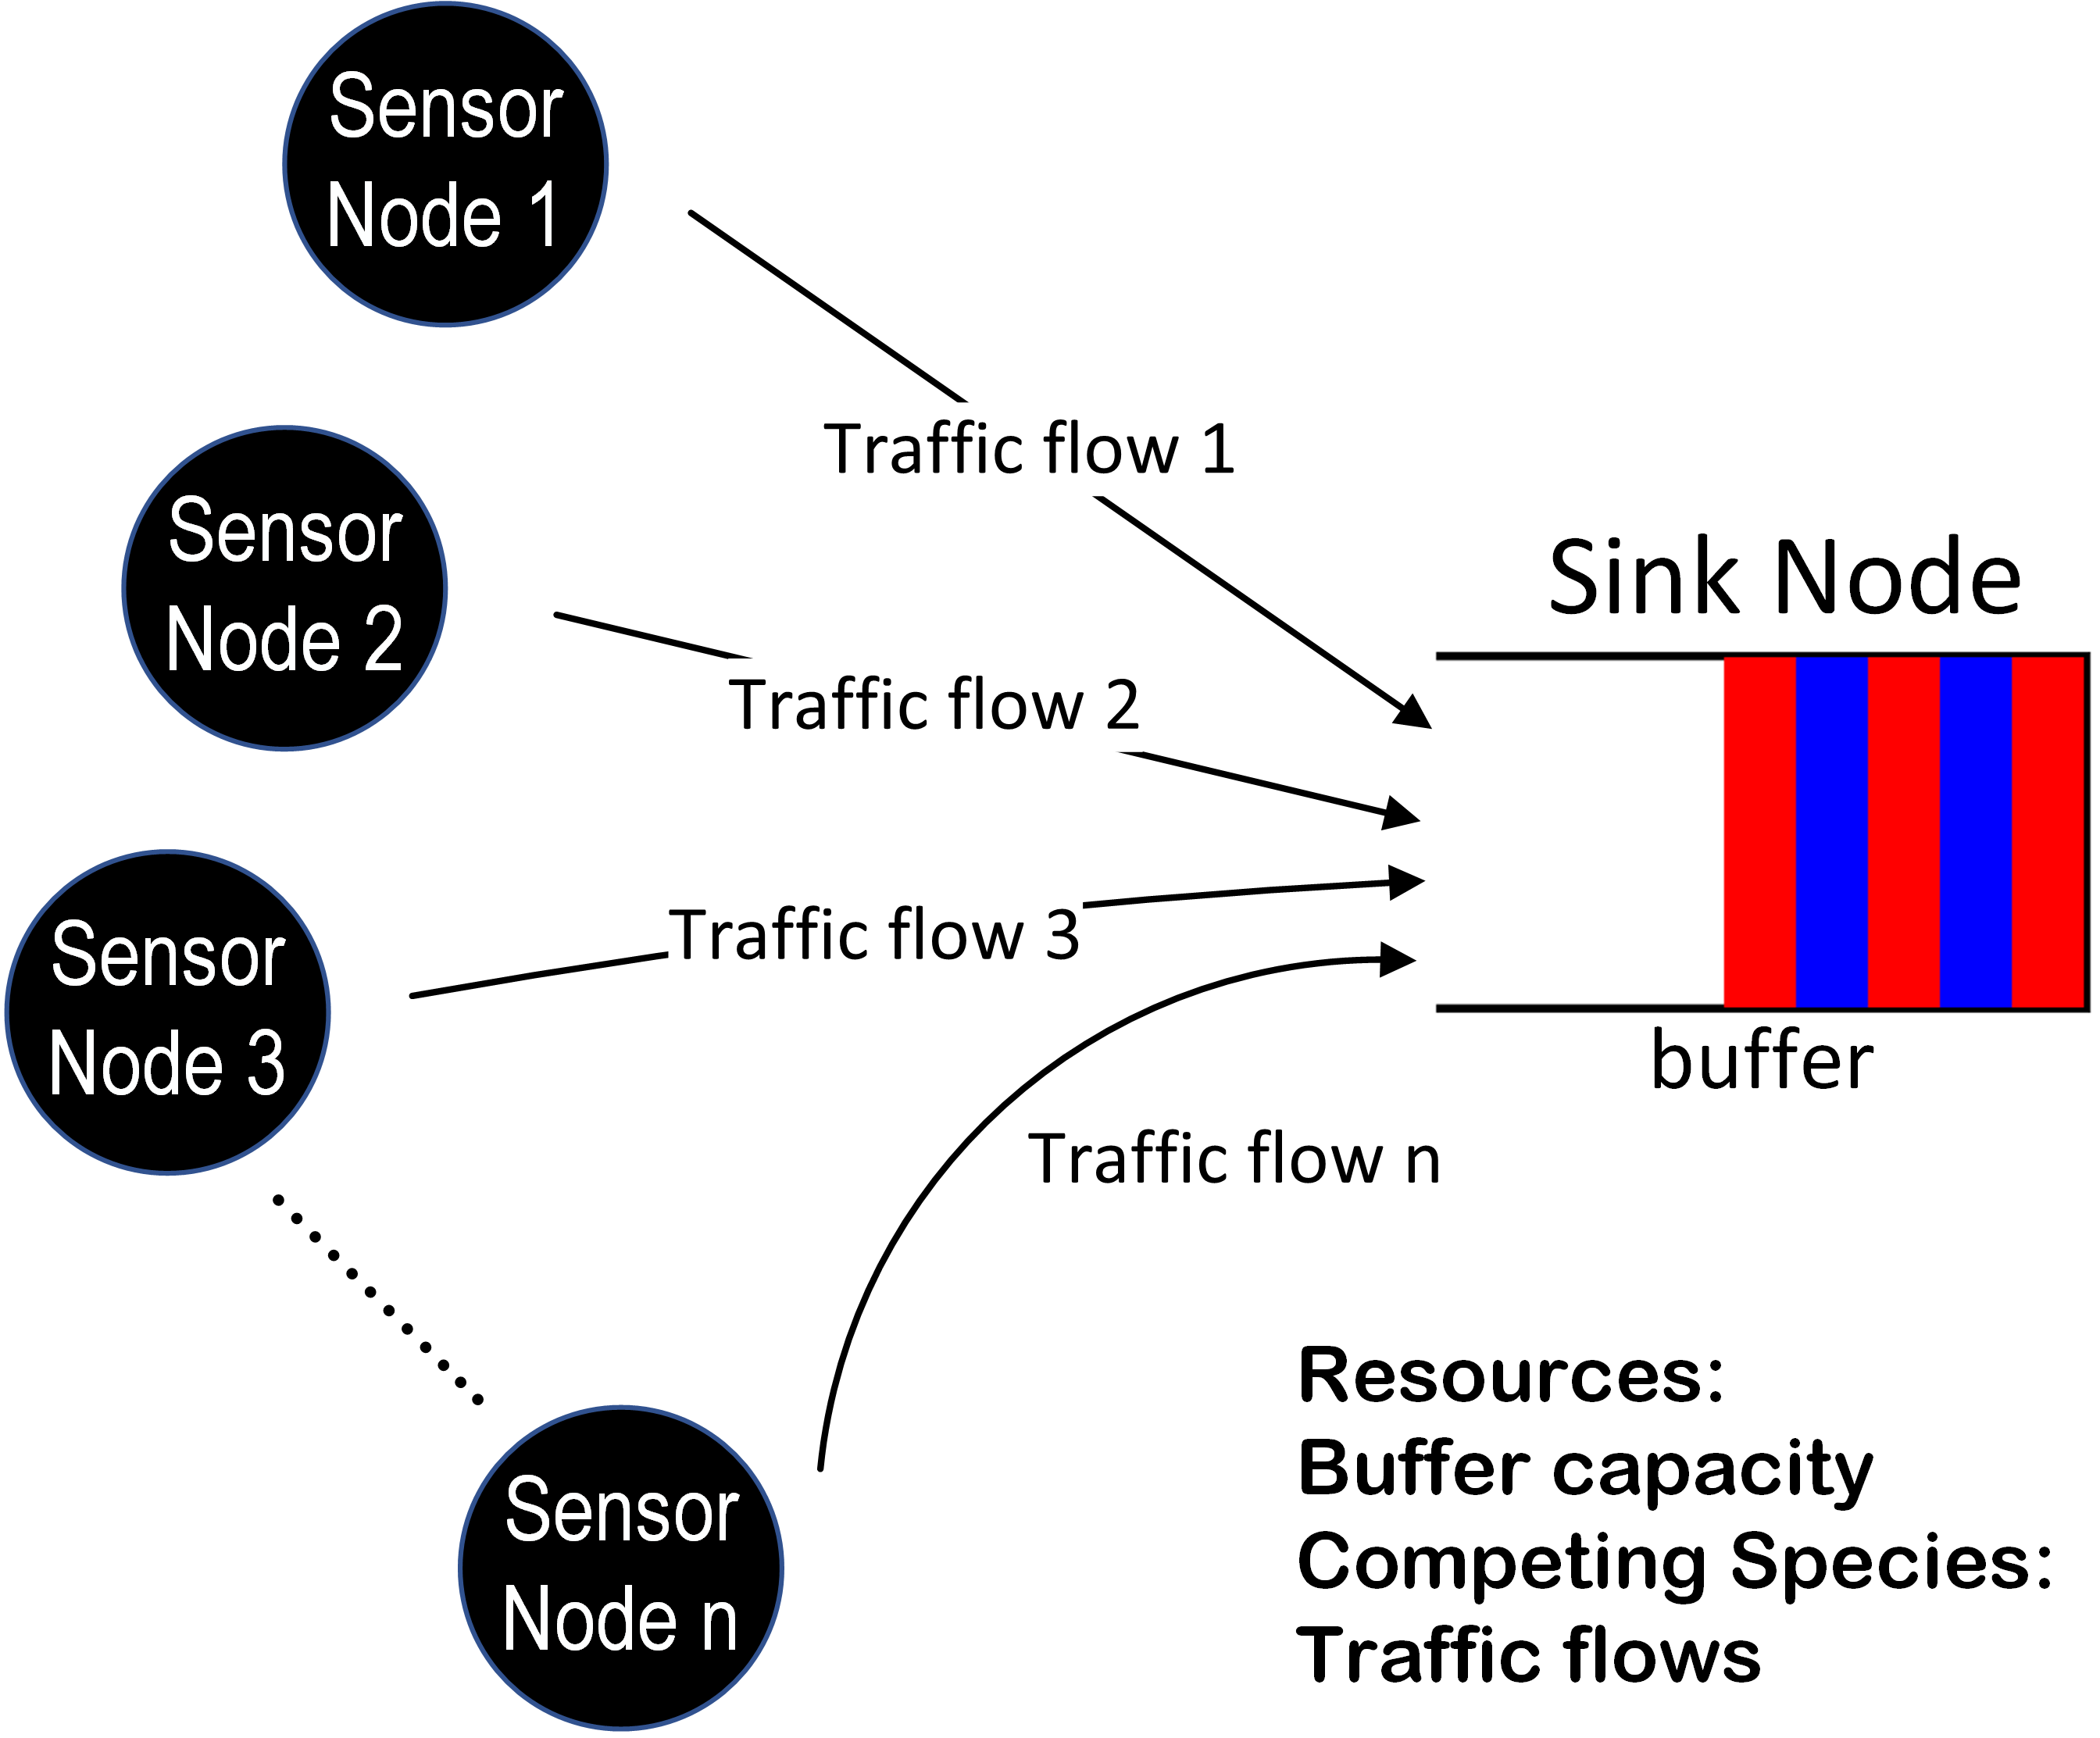 Sensor
Node 1
Traffic flow 1
Sensor
Node 2
Traffic flow 2
Sink Node
Sensor
Node 3
Traffic flow 3
buffer
Traffic flow n
Sensor
Node n
Resources:
Buffer capacity
Competing Species:
Traffic flows